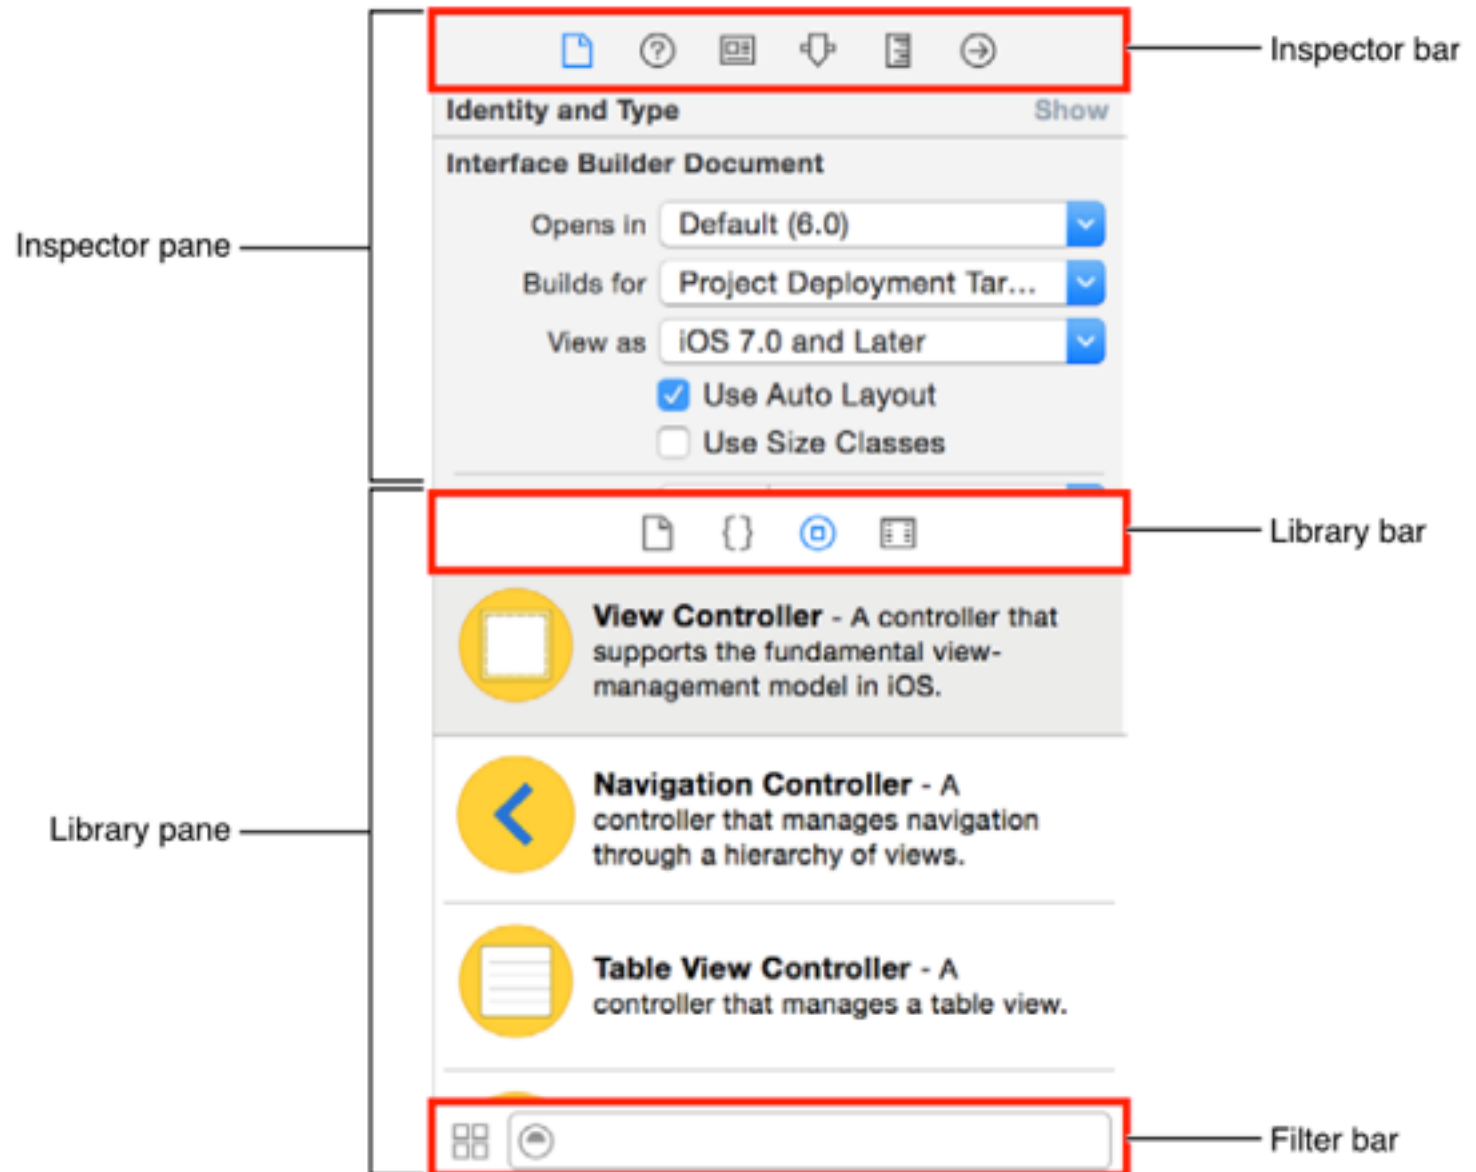 Inspector bar
Identity and Type
Show
Interface Builder Document
Opens in
Default (6.0)
Inspector pane
Builds for
Project Deployment Tar...
View as
iOS 7.0 and Later
Use Auto Layout
Use Size Classes
Library bar
View Controller - A controller that
supports the fundamental view-
management model in iOS.
Navigation Controller - A
controller that manages navigation
through a hierarchy of views.
Library pane
Table View Controller - A
controller that manages a table view.
Filter bar